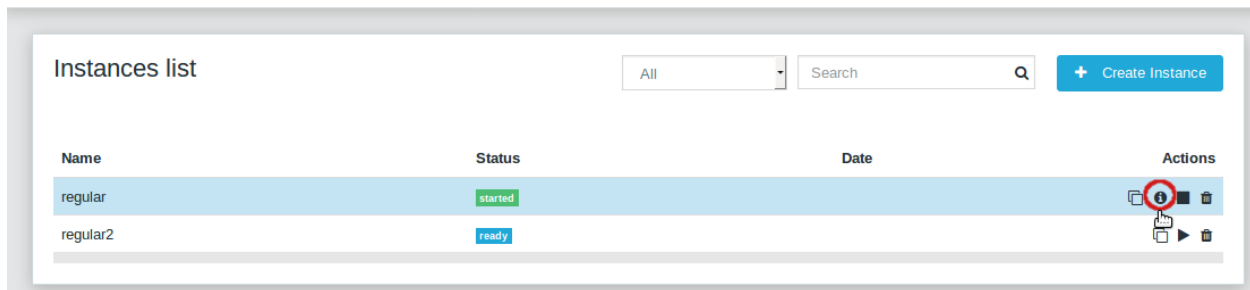 Instances list
All
Search
+ Create Instance
Name Status Date Actions
regular started
regular2 ready